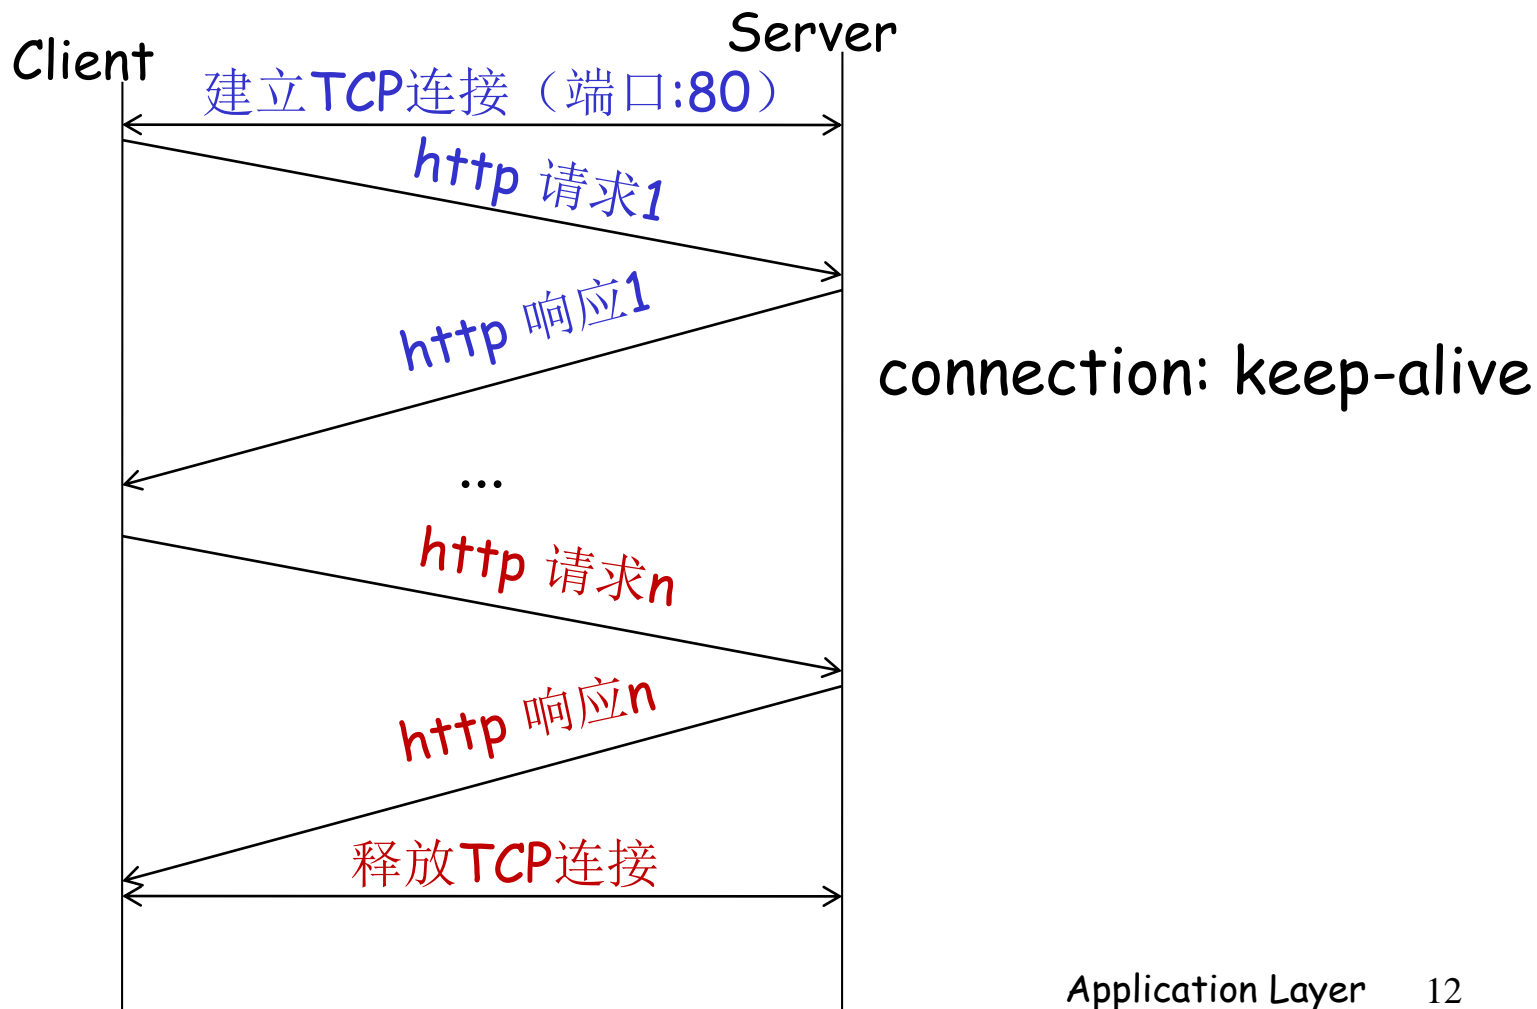 Client
Server
建立TCP连接（端口:80）
http 请求1
http 响应1
connection: keep-alive
...
http 请求n
http 响应n
释放TCP连接
Application Layer 12